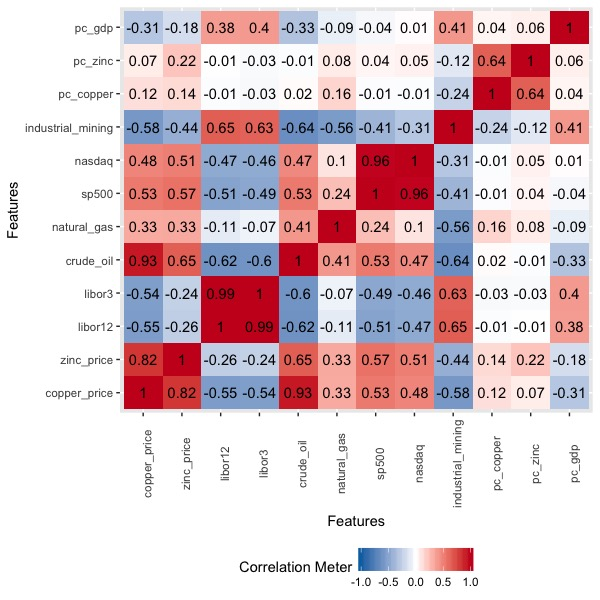 pc_gdp -0.31 -0.18 0.38 0.4 -0.33 -0.09 -0.04 0.01 0.41 0.04 0.06 1
pc_zinc 0.07 0.22 -0.01 -0.03 -0.01 0.08 0.04 0.05 -0.12 0.64 1 0.06
pc_copper 0.12 0.14 -0.01 -0.03 0.02 0.16 -0.01 -0.01 -0.24 1 0.64 0.04
industrial_mining -0.58 -0.44 0.65 0.63 -0.64 -0.56 -0.41 -0.31 1 -0.24 -0.12 0.41
nasdaq 0.48 0.51 -0.47 -0.46 0.47 0.1 0.96 1 -0.31 -0.01 0.05 0.01
sp500 0.53 0.57 -0.51 -0.49 0.53 0.24 1 0.96 -0.41 -0.01 0.04 -0.04
natural_gas 0.33 0.33 -0.11 -0.07 0.41 1 0.24 0.1 -0.56 0.16 0.08 -0.09
crude_oil 0.93 0.65 -0.62 -0.6 1 0.41 0.53 0.47 -0.64 0.02 -0.01 -0.33
libor3 -0.54 -0.24 0.99 1 -0.6 -0.07 -0.49 -0.46 0.63 -0.03 -0.03 0.4
libor12 -0.55 -0.26 1 0.99 -0.62 -0.11 -0.51 -0.47 0.65 -0.01 -0.01 0.38
zinc_price 0.82 1 -0.26 -0.24 0.65 0.33 0.57 0.51 -0.44 0.14 0.22 -0.18
copper_price 1 0.82 -0.55 -0.54 0.93 0.33 0.53 0.48 -0.58 0.12 0.07 -0.31
Features
copper_price zinc_price libor12 libor3 crude_oil natural_gas sp500 nasdaq industrial_mining pc_copper pc_zinc pc_gdp
Features
Correlation Meter
-1.0 -0.5 0.0 0.5 1.0